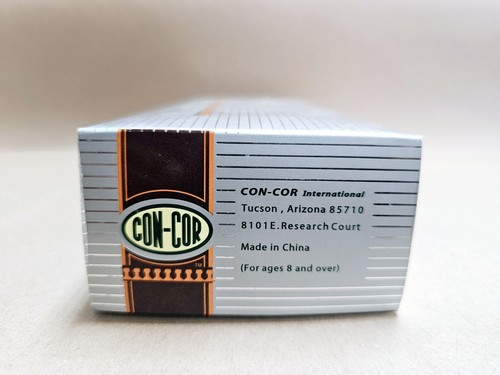 CON-COR
TM
CON-COR International
Tucson , Arizona 85710
8101E.Research Court
Made in China
(For ages 8 and over)